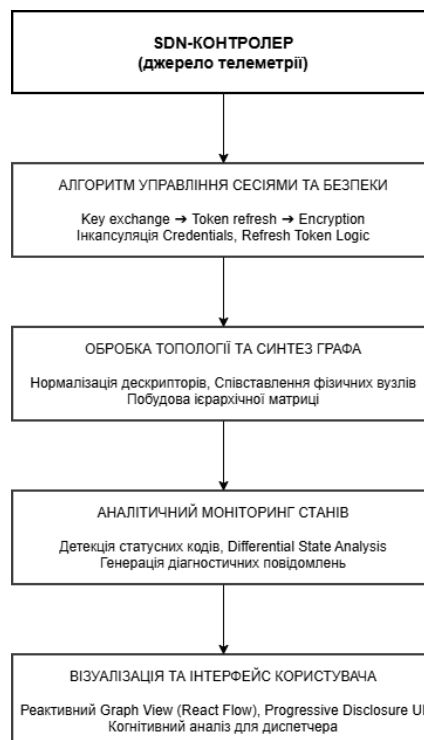 SDN-КОНТРОЛЕР
(джерело телеметрії)
АЛГОРИТМ УПРАВЛІННЯ СЕСІЯМИ ТА БЕЗПЕКИ
Key exchange ➔ Token refresh ➔ Encryption
Інкапсуляція Credentials, Refresh Token Logic
ОБРОБКА ТОПОЛОГІЇ ТА СИНТЕЗ ГРАФА
Нормалізація дескрипторів, Співставлення фізичних вузлів
Побудова ієрархічної матриці
АНАЛІТИЧНИЙ МОНІТОРИНГ СТАНІВ
Детекція статусних кодів, Differential State Analysis
Генерація діагностичних повідомлень
ВІЗУАЛІЗАЦІЯ ТА ІНТЕРФЕЙС КОРИСТУВАЧА
Реактивний Graph View (React Flow), Progressive Disclosure UI
Когнітивний аналіз для диспетчера